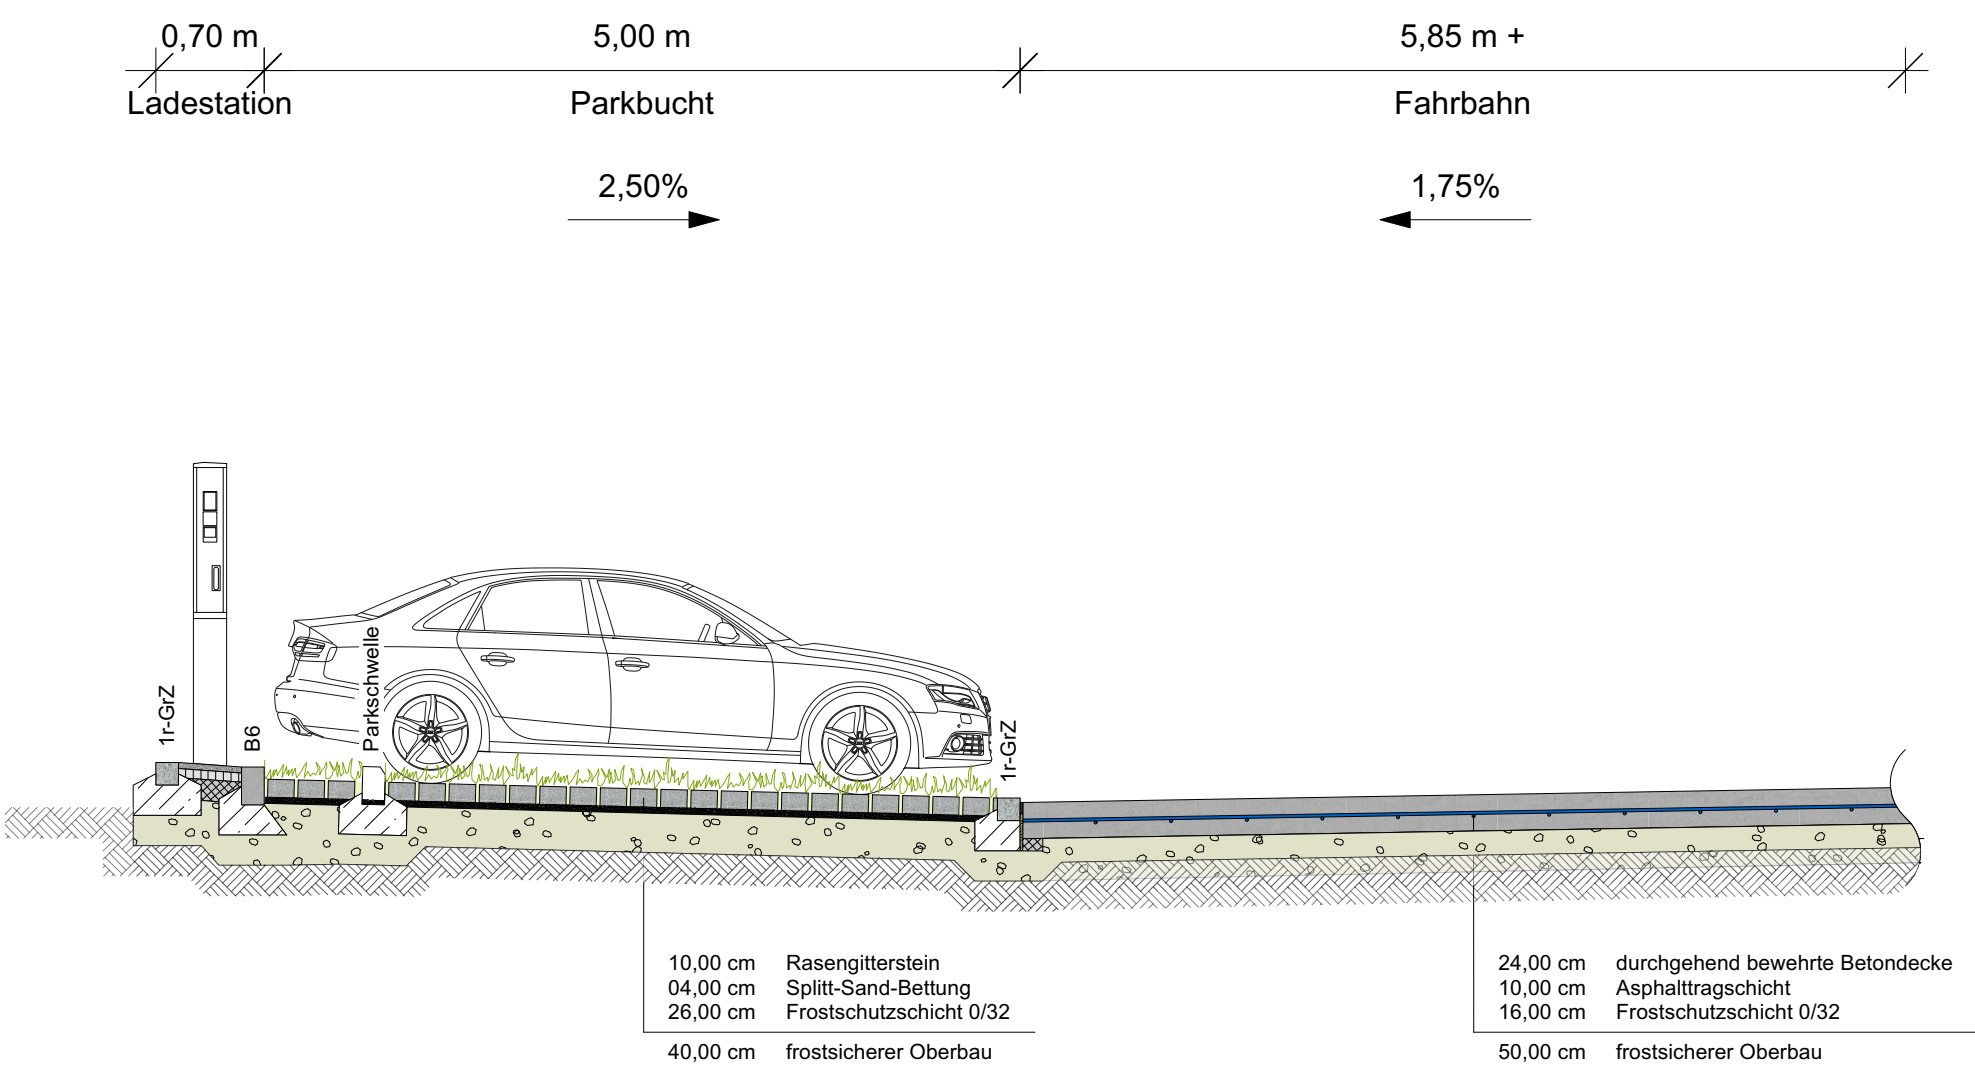 0,70 m
5,00 m
5,85 m +
Ladestation
Parkbucht
Fahrbahn
2,50%
1,75%
1r-GrZ
B6
Parkschwelle
1r-GrZ
10,00 cm Rasengitterstein
04,00 cm Splitt-Sand-Bettung
26,00 cm Frostschutzschicht 0/32
40,00 cm frostsicherer Oberbau
24,00 cm durchgehend bewehrte Betondecke
10,00 cm Asphalttragschicht
16,00 cm Frostschutzschicht 0/32
50,00 cm frostsicherer Oberbau